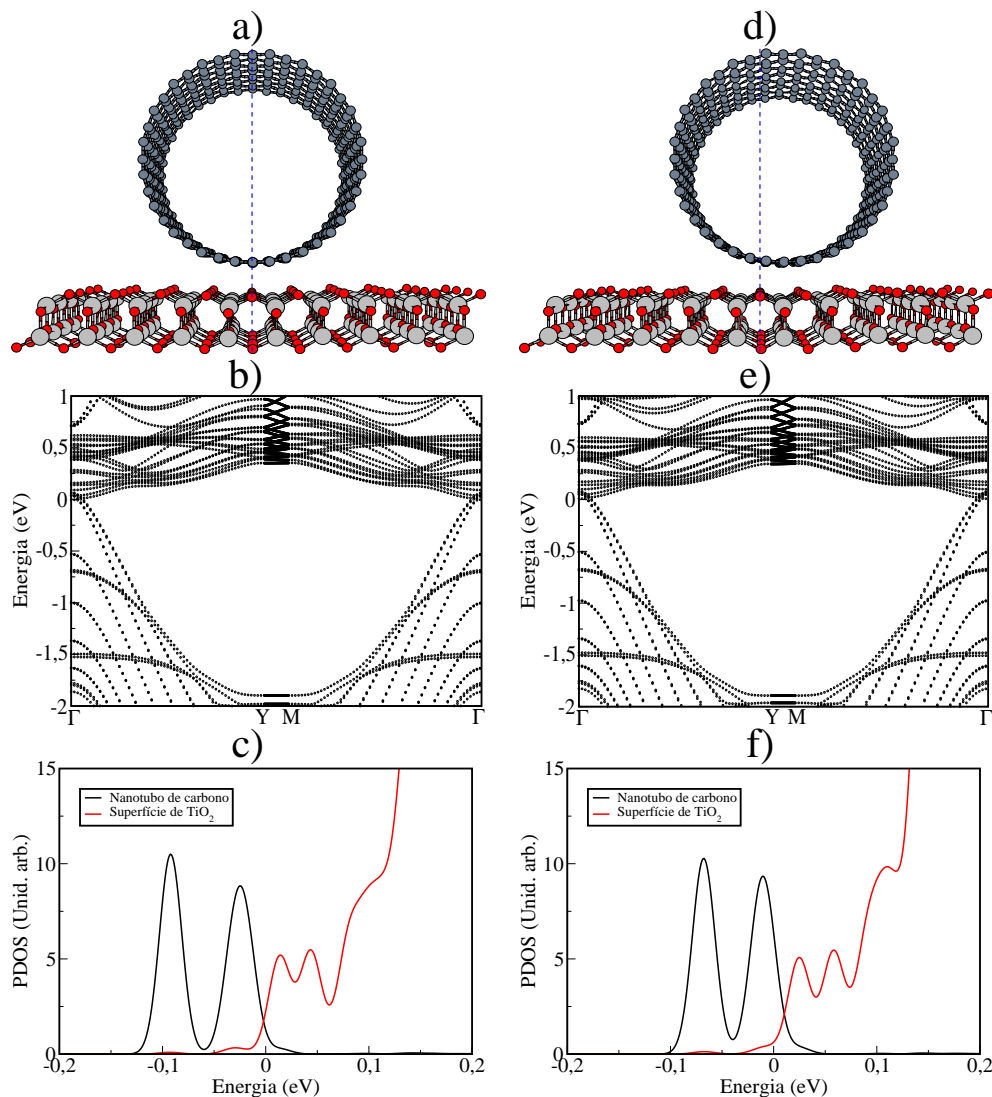 a)
d)
b)
Energia (eV)
1
0,5
0
-0,5
-1
-1,5
-2
Γ Y M Γ
e)
Energia (eV)
1
0,5
0
-0,5
-1
-1,5
-2
Γ Y M Γ
c)
PDOS (Unid. arb.)
15
10
5
0
Nanotubo de carbono
Superfície de TiO2
-0,2 -0,1 0 0,1 0,2
Energia (eV)
f)
PDOS (Unid. arb.)
15
10
5
0
Nanotubo de carbono
Superfície de TiO2
-0,2 -0,1 0 0,1 0,2
Energia (eV)